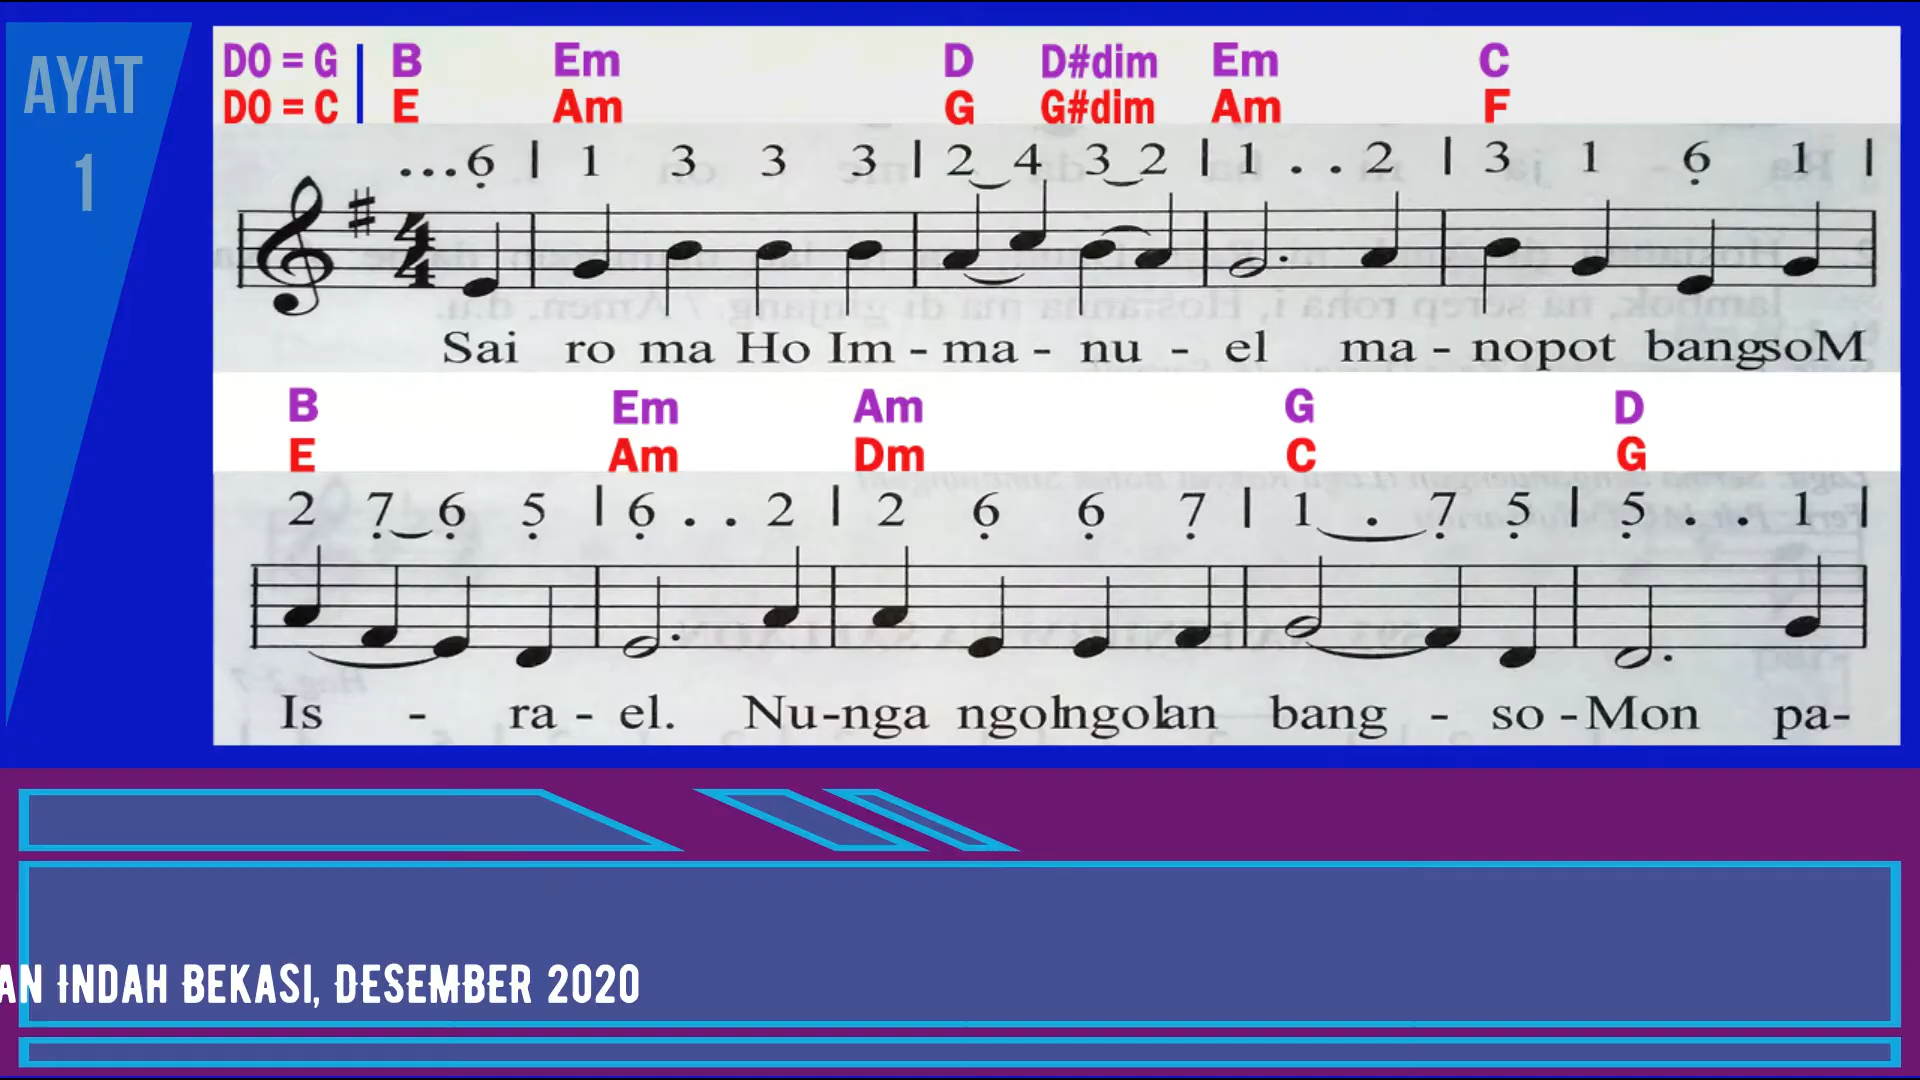 AYAT
1
DO = G | B Em D D#dim Em C
DO = C | E Am G G#dim Am F
...6 | 1 3 3 3 | 2 4 3 2 | 1 . . 2 | 3 1 6 1 |
Sai ro ma Ho Im - ma - nu - el ma - nopot bangsoM
B Em Am G D
E Am Dm C G
2 7 6 5 | 6 . . 2 | 2 6 6 7 | 1 . 7 5 | 5 . . 1 |
Is - ra - el. Nu-nga ngolngolan bang - so - Mon pa-
AN INDAH BEKASI, DESEMBER 2020